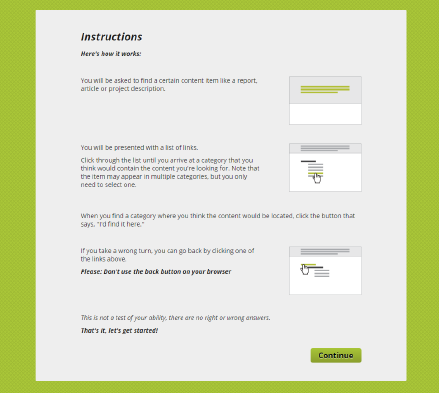 Instructions
Here's how it works:
You will be asked to find a certain content item like a report,
article or project description.
You will be presented with a list of links.
Click through the list until you arrive at a category that you
think would contain the content you're looking for. Note that
the item may appear in multiple categories, but you only
need to select one.
When you find a category where you think the content would be located, click the button that
says, "I'd find it here."
If you take a wrong turn, you can go back by clicking one of
the links above.
Please: Don't use the back button on your browser
This is not a test of your ability, there are no right or wrong answers.
That's it, let's get started!
Continue